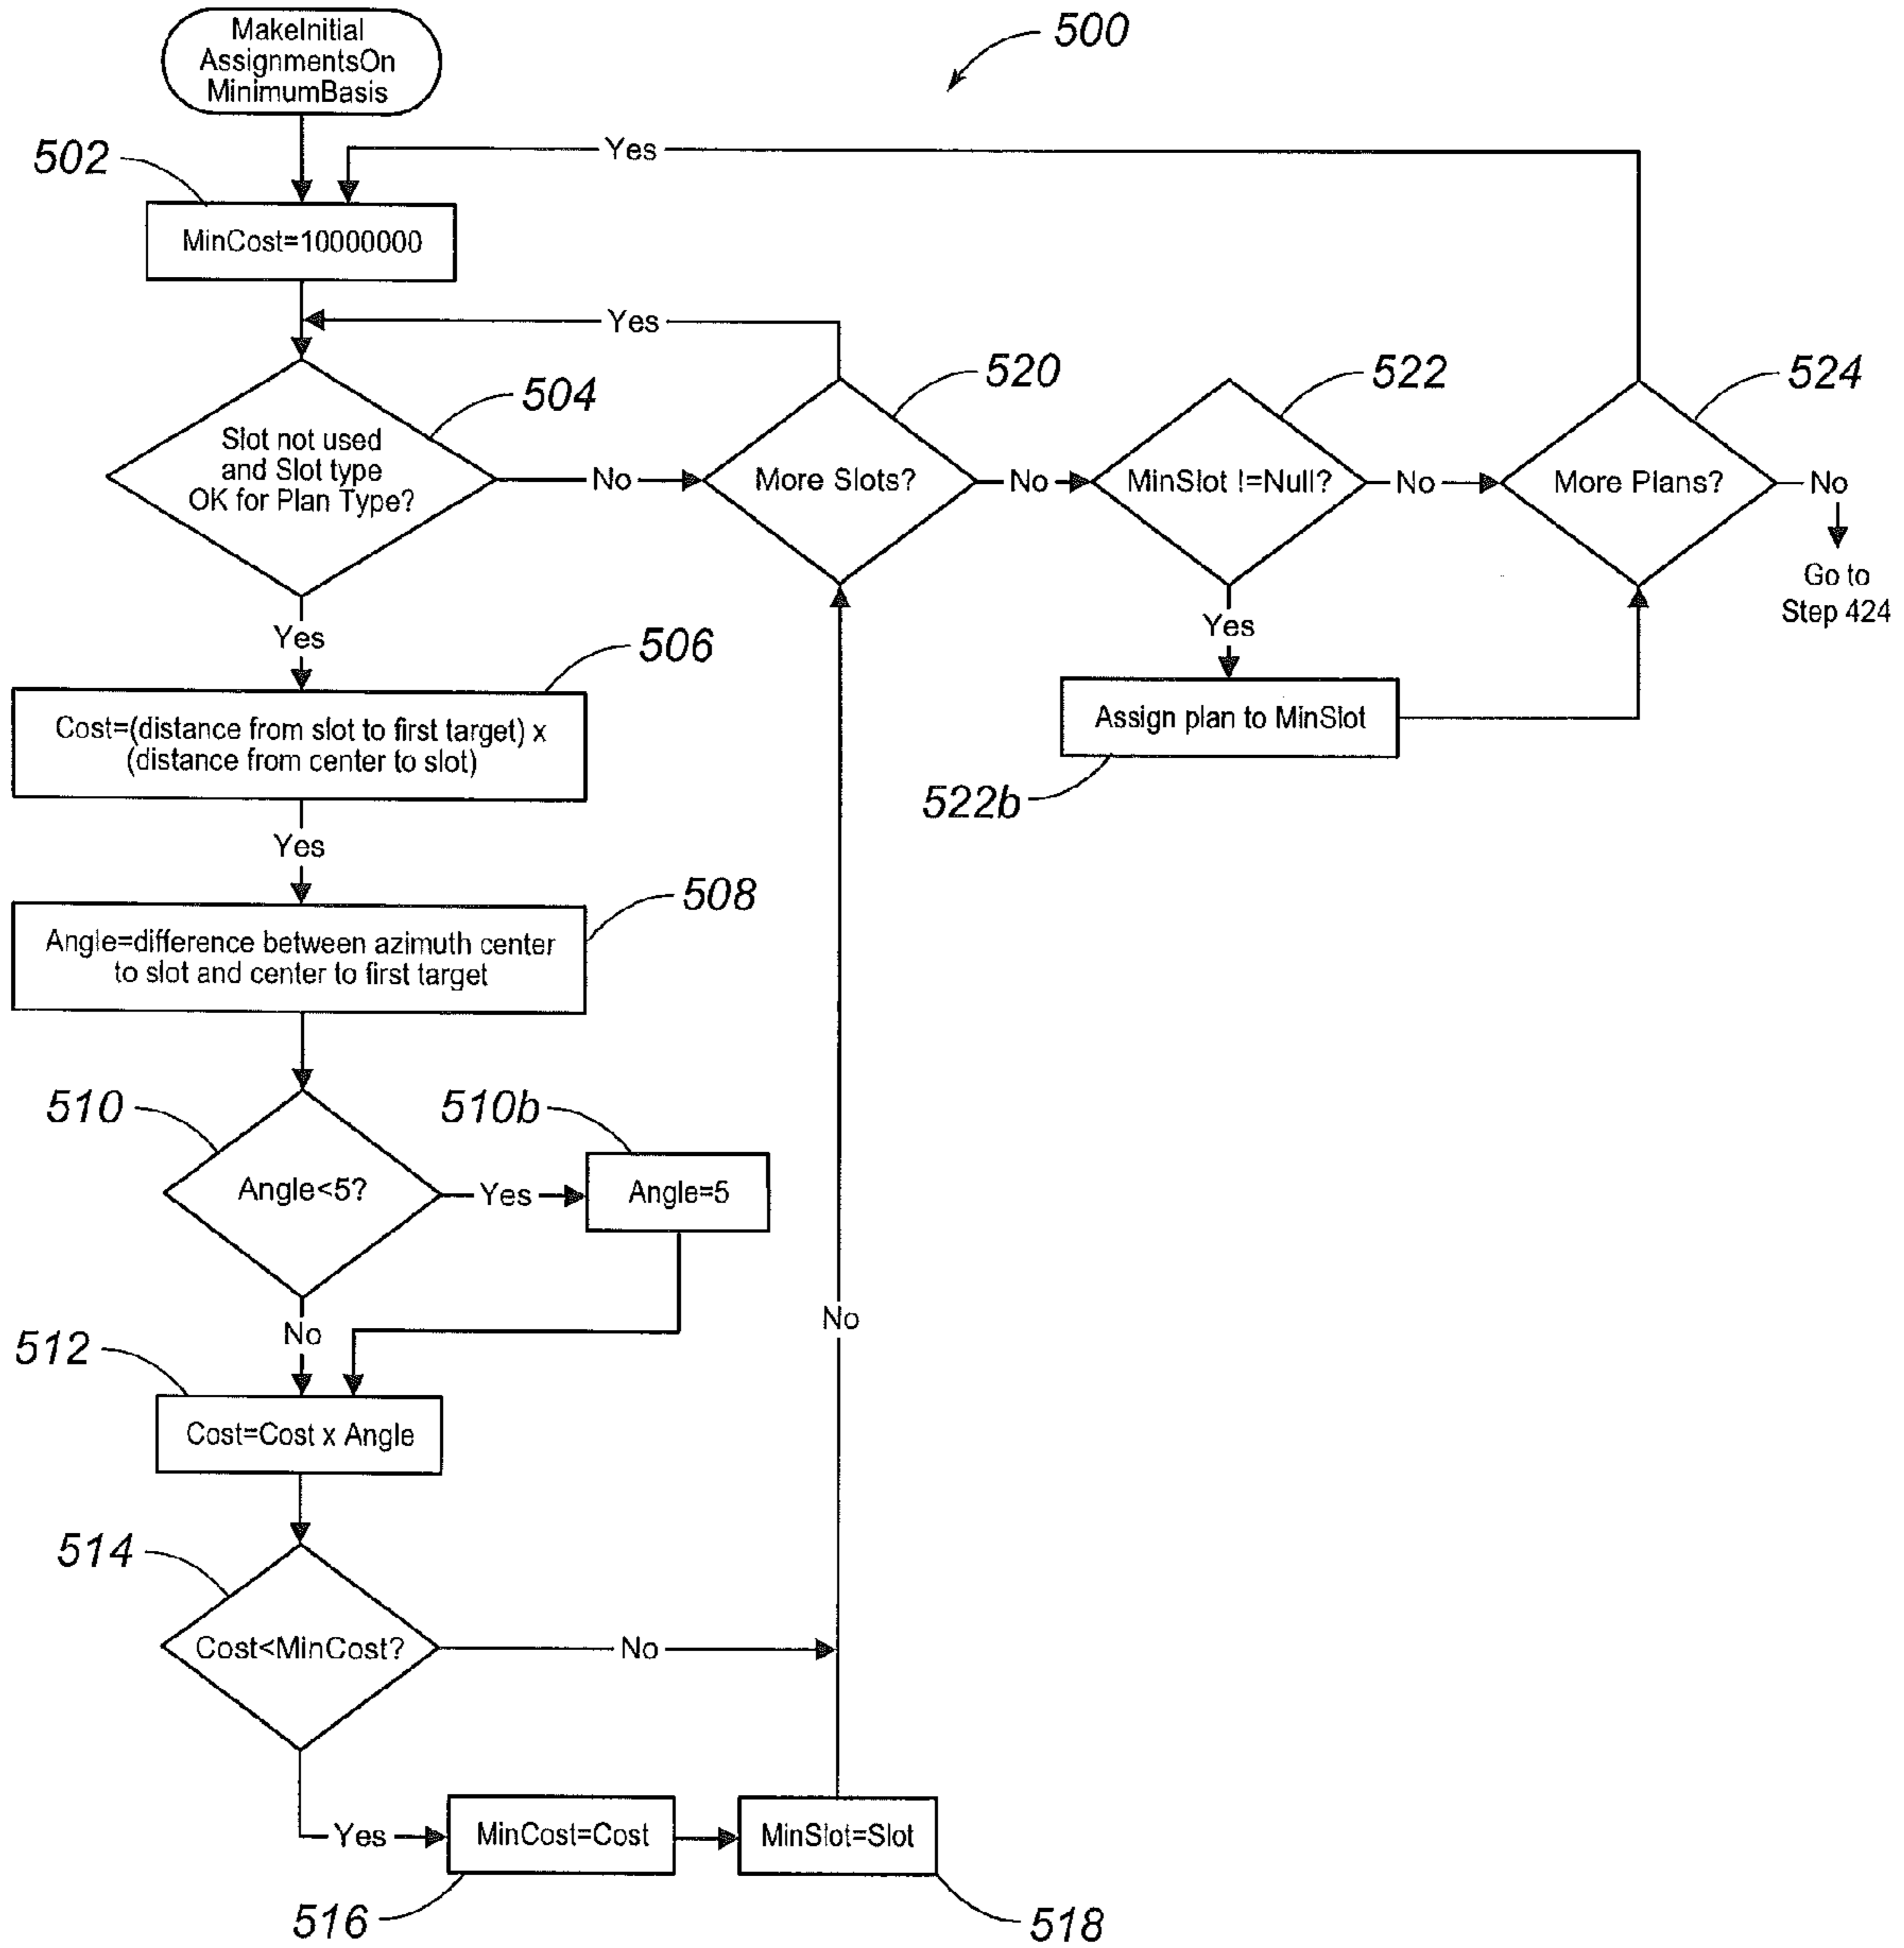 MakeInitial
AssignmentsOn
MinimumBasis
500
Yes
502
MinCost=10000000
Yes
504
Slot not used
and Slot type
OK for Plan Type?
No
520
More Slots?
No
522
MinSlot !=Null?
No
524
More Plans?
No
Go to
Step 424
Yes
Yes
506
Cost=(distance from slot to first target) x
(distance from center to slot)
Assign plan to MinSlot
522b
Yes
508
Angle=difference between azimuth center
to slot and center to first target
510
510b
Angle<5?
Yes
Angle=5
No
No
512
Cost=Cost x Angle
514
Cost<MinCost?
No
Yes
MinCost=Cost
MinSlot=Slot
516
518